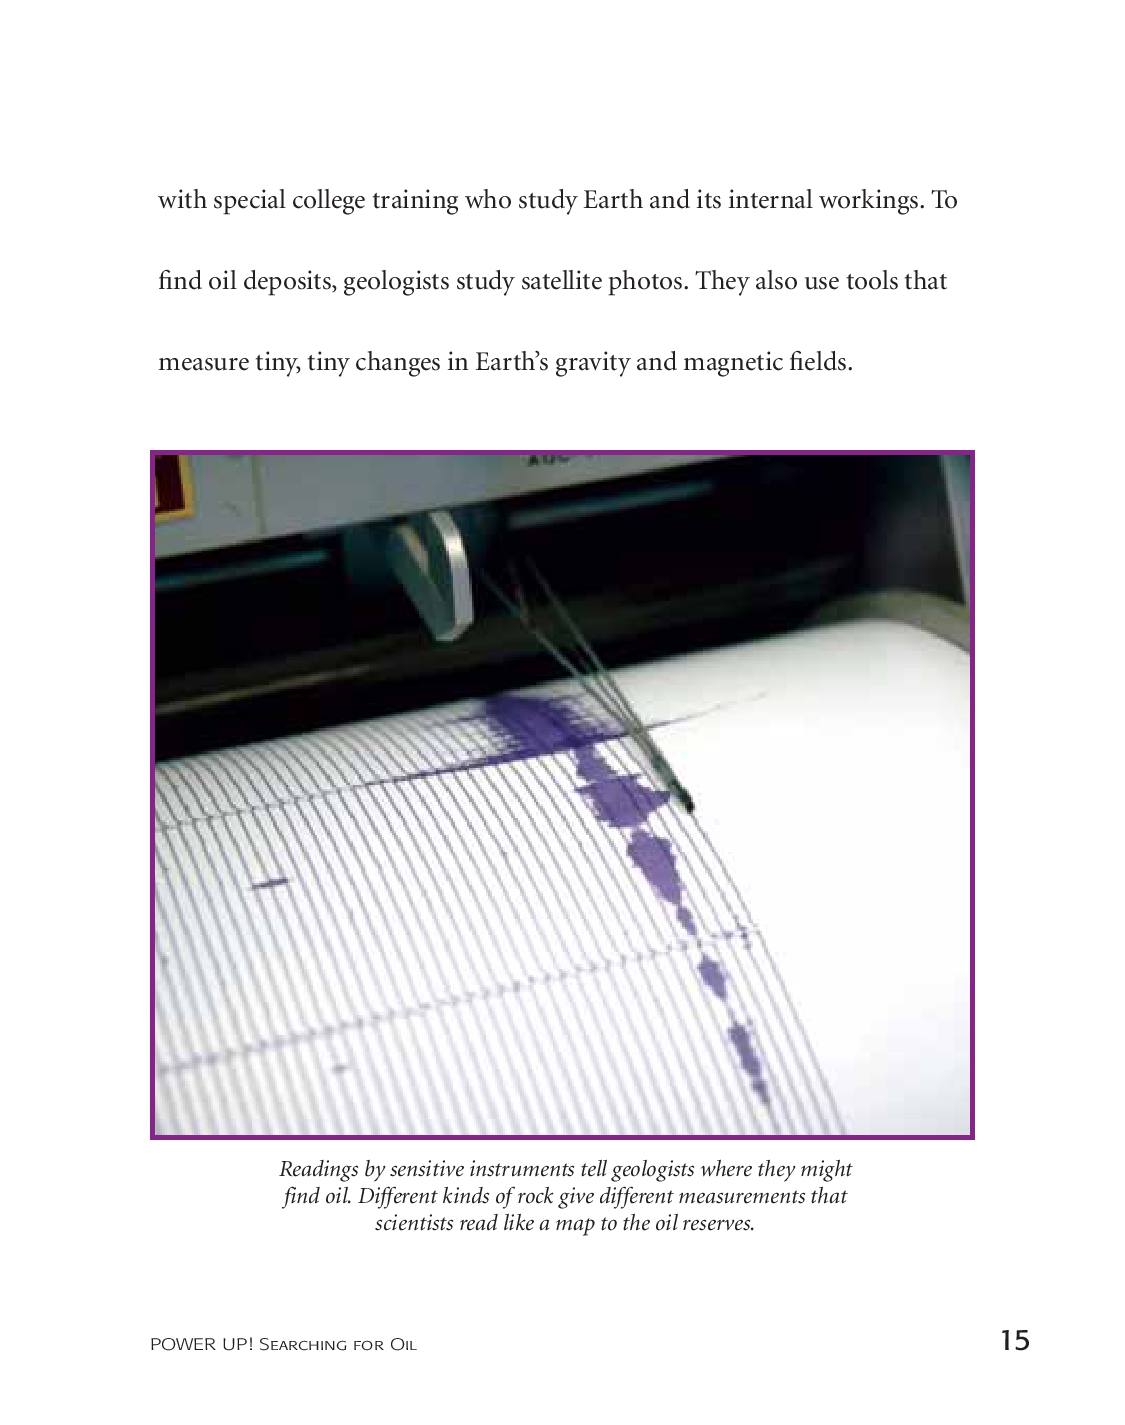 with special college training who study Earth and its internal workings. To
find oil deposits, geologists study satellite photos. They also use tools that
measure tiny, tiny changes in Earth’s gravity and magnetic fields.
Readings by sensitive instruments tell geologists where they might
find oil. Different kinds of rock give different measurements that
scientists read like a map to the oil reserves.
POWER UP! Searching for Oil 15